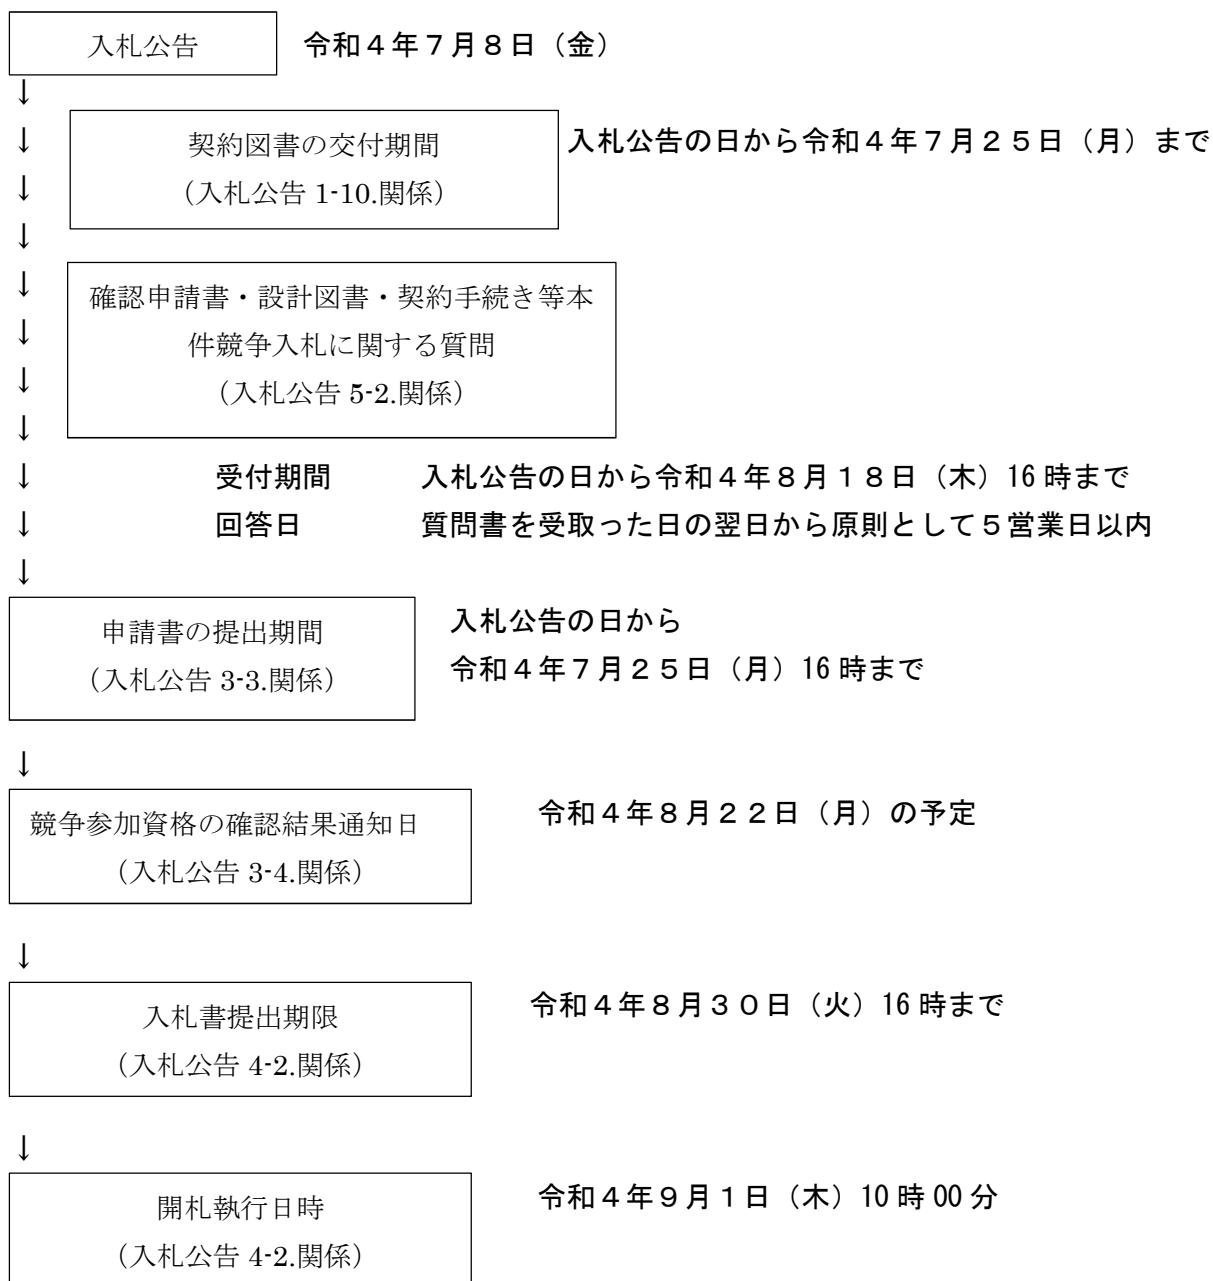 入札公告 令和４年７月８日（金）
↓
↓ 契約図書の交付期間 入札公告の日から令和４年７月２５日（月）まで
↓ （入札公告 1-10.関係）
↓
↓ 確認申請書・設計図書・契約手続き等本
↓ 件競争入札に関する質問
↓ （入札公告 5-2.関係）
↓
↓ 受付期間 入札公告の日から令和４年８月１８日（木）16 時まで
↓ 回答日 質問書を受取った日の翌日から原則として５営業日以内
↓
申請書の提出期間 入札公告の日から
（入札公告 3-3.関係） 令和４年７月２５日（月）16 時まで
↓
競争参加資格の確認結果通知日 令和４年８月２２日（月）の予定
（入札公告 3-4.関係）
↓
入札書提出期限 令和４年８月３０日（火）16 時まで
（入札公告 4-2.関係）
↓
開札執行日時 令和４年９月１日（木）10 時 00 分
（入札公告 4-2.関係）